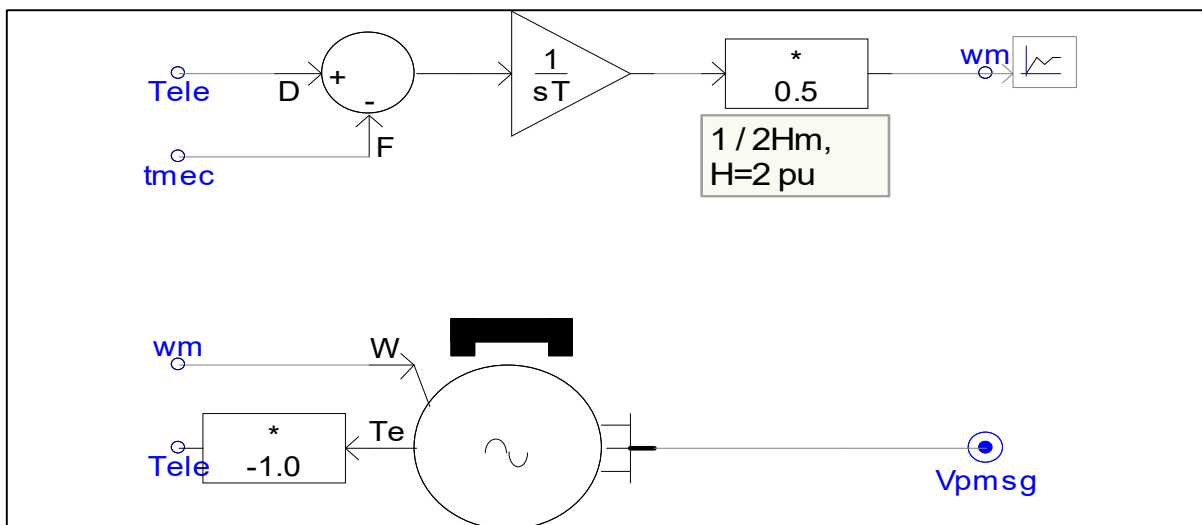 Tele
D
+
-
F
tmec
1
sT
*
0.5
wm
1 / 2Hm,
H=2 pu
wm
W
Tele
*
-1.0
Te
Vpmsg